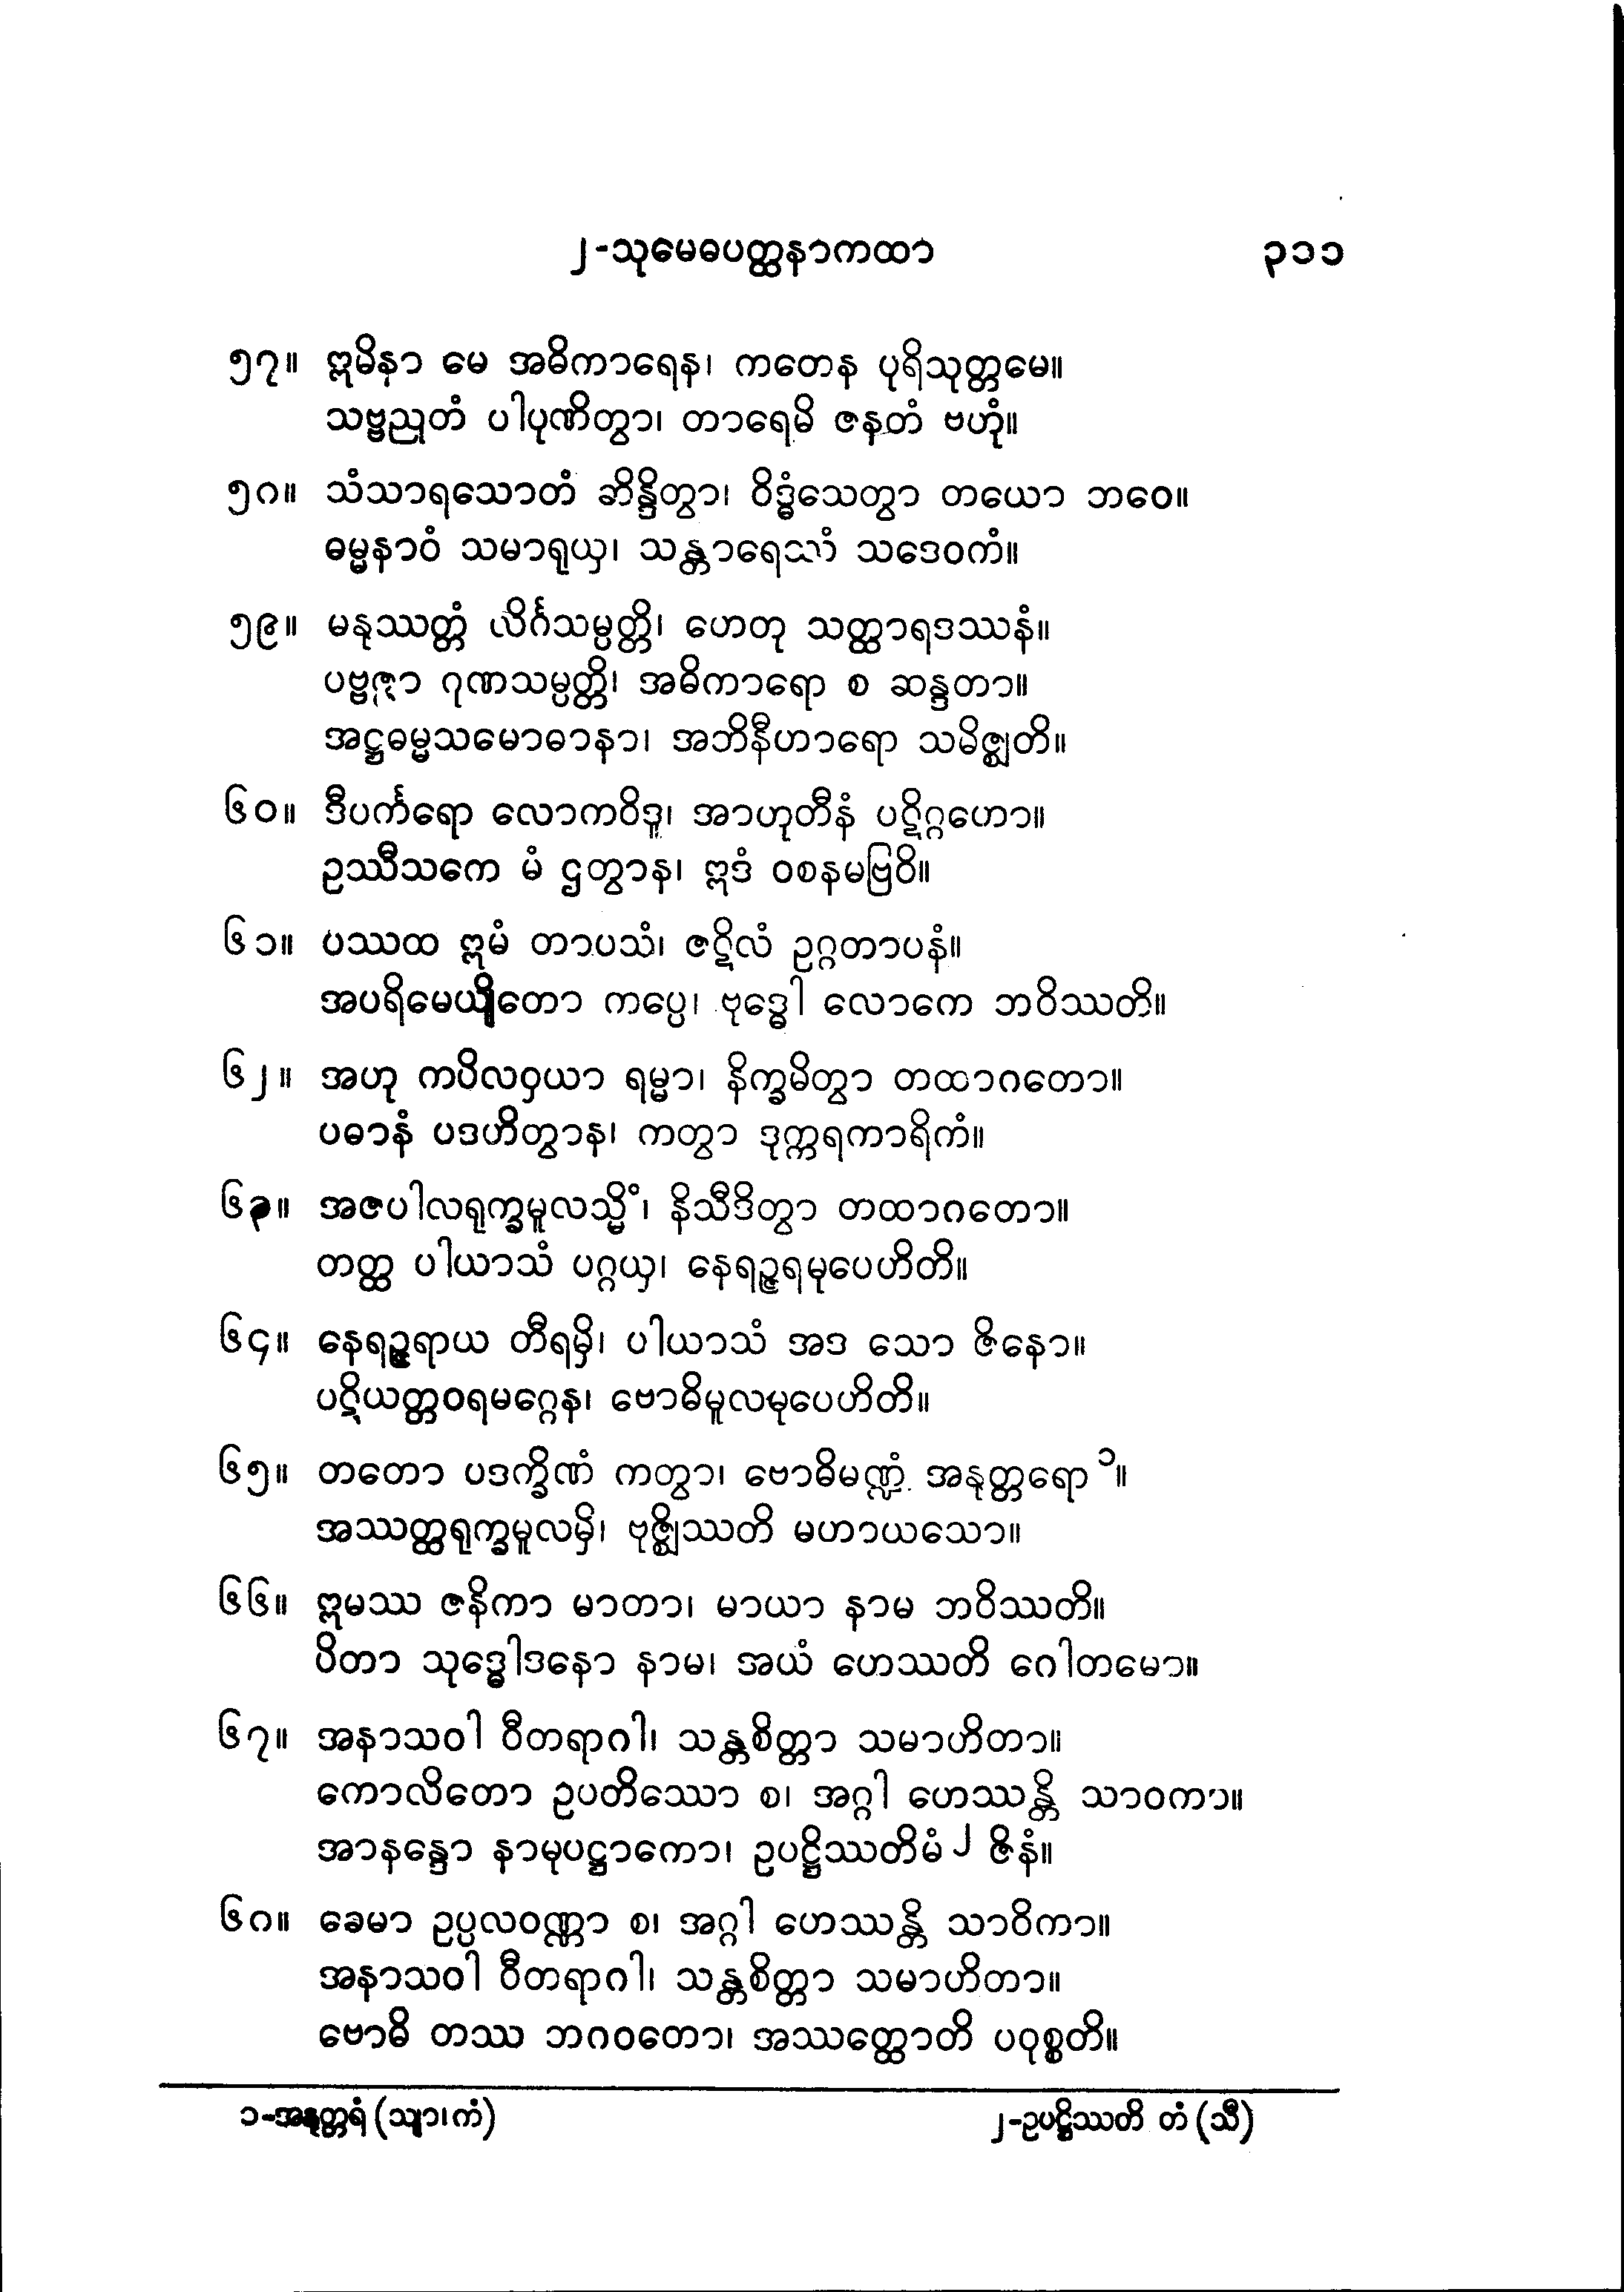 ၂-သုမေဓပတ္ထနာကထာ ၃၁၁
၅၇။ ဣမိနာ မေ အဓိကာရေန၊ ကတေန ပုရိသုတ္တမေ။
သဗ္ဗညုတံ ပါပုဏိတွာ၊ တာရေမိ ဇနတံ ဗဟုံ။
၅၈။ သံသာရသောတံ ဆိန္ဒိတွာ၊ ဝိဒ္ဓံသေတွာ တယော ဘဝေ။
ဓမ္မနာဝံ သမာရုယှ၊ သန္တာရေဿံ သဒေဝကံ။
၅၉။ မနုဿတ္တံ လိင်္ဂသမ္ပတ္တိ၊ ဟေတု သတ္ထာရဒဿနံ။
ပဗ္ဗဇ္ဇာ ဂုဏသမ္ပတ္တိ၊ အဓိကာရော စ ဆန္ဒတာ။
အဋ္ဌဓမ္မသမောဓာနာ၊ အဘိနီဟာရော သမိဇ္ဈတိ။
၆၀။ ဒီပင်္ကရော လောကဝိဒူ၊ အာဟုတီနံ ပဋိဂ္ဂဟော။
ဥဿီသကေ မံ ဌတွာန၊ ဣဒံ ဝစနမဗြဝိ။
၆၁။ ပဿထ ဣမံ တာပသံ၊ ဇဋိလံ ဥဂ္ဂတာပနံ။
အပရိမေယျိတော ကပ္ပေ၊ ဗုဒ္ဓေါ လောကေ ဘဝိဿတိ။
၆၂။ အဟု ကပိလဝှယာ ရမ္မာ၊ နိက္ခမိတွာ တထာဂတော။
ပဓာနံ ပဒဟိတွာန၊ ကတွာ ဒုက္ကရကာရိကံ။
၆၃။ အဇပါလရုက္ခမူလသ္မိံ၊ နိသီဒိတွာ တထာဂတော။
တတ္ထ ပါယာသံ ပဂ္ဂယှ၊ နေရဉ္ဇရမုပေဟိတိ။
၆၄။ နေရဉ္ဇရာယ တီရမှိ၊ ပါယာသံ အဒ သော ဇိနော။
ပဋိယတ္တဝရမဂ္ဂေန၊ ဗောဓိမူလမုပေဟိတိ။
၆၅။ တတော ပဒက္ခိဏံ ကတွာ၊ ဗောဓိမဏ္ဍံ အနုတ္တရော ၁။
အဿတ္ထရုက္ခမူလမှိ၊ ဗုဇ္ဈိဿတိ မဟာယသော။
၆၆။ ဣမဿ ဇနိကာ မာတာ၊ မာယာ နာမ ဘဝိဿတိ။
ပိတာ သုဒ္ဓေါဒနော နာမ၊ အယံ ဟေဿတိ ဂေါတမော။
၆၇။ အနာသဝါ ဝီတရာဂါ၊ သန္တစိတ္တာ သမာဟိတာ။
ကောလိတော ဥပတိဿော စ၊ အဂ္ဂါ ဟေဿန္တိ သာဝကာ။
အာနန္ဒော နာမုပဋ္ဌာကော၊ ဥပဋ္ဌိဿတိမံ ၂ ဇိနံ။
၆၈။ ခေမာ ဥပ္ပလဝဏ္ဏာ စ၊ အဂ္ဂါ ဟေဿန္တိ သာဝိကာ။
အနာသဝါ ဝီတရာဂါ၊ သန္တစိတ္တာ သမာဟိတာ။
ဗောဓိ တဿ ဘဂဝတော၊ အဿတ္ထောတိ ပဝုစ္စတိ။
၁-အနုတ္တရံ (သျာ၊ကံ) ၂-ဥပဋ္ဌိဿတိ တံ (သီ)